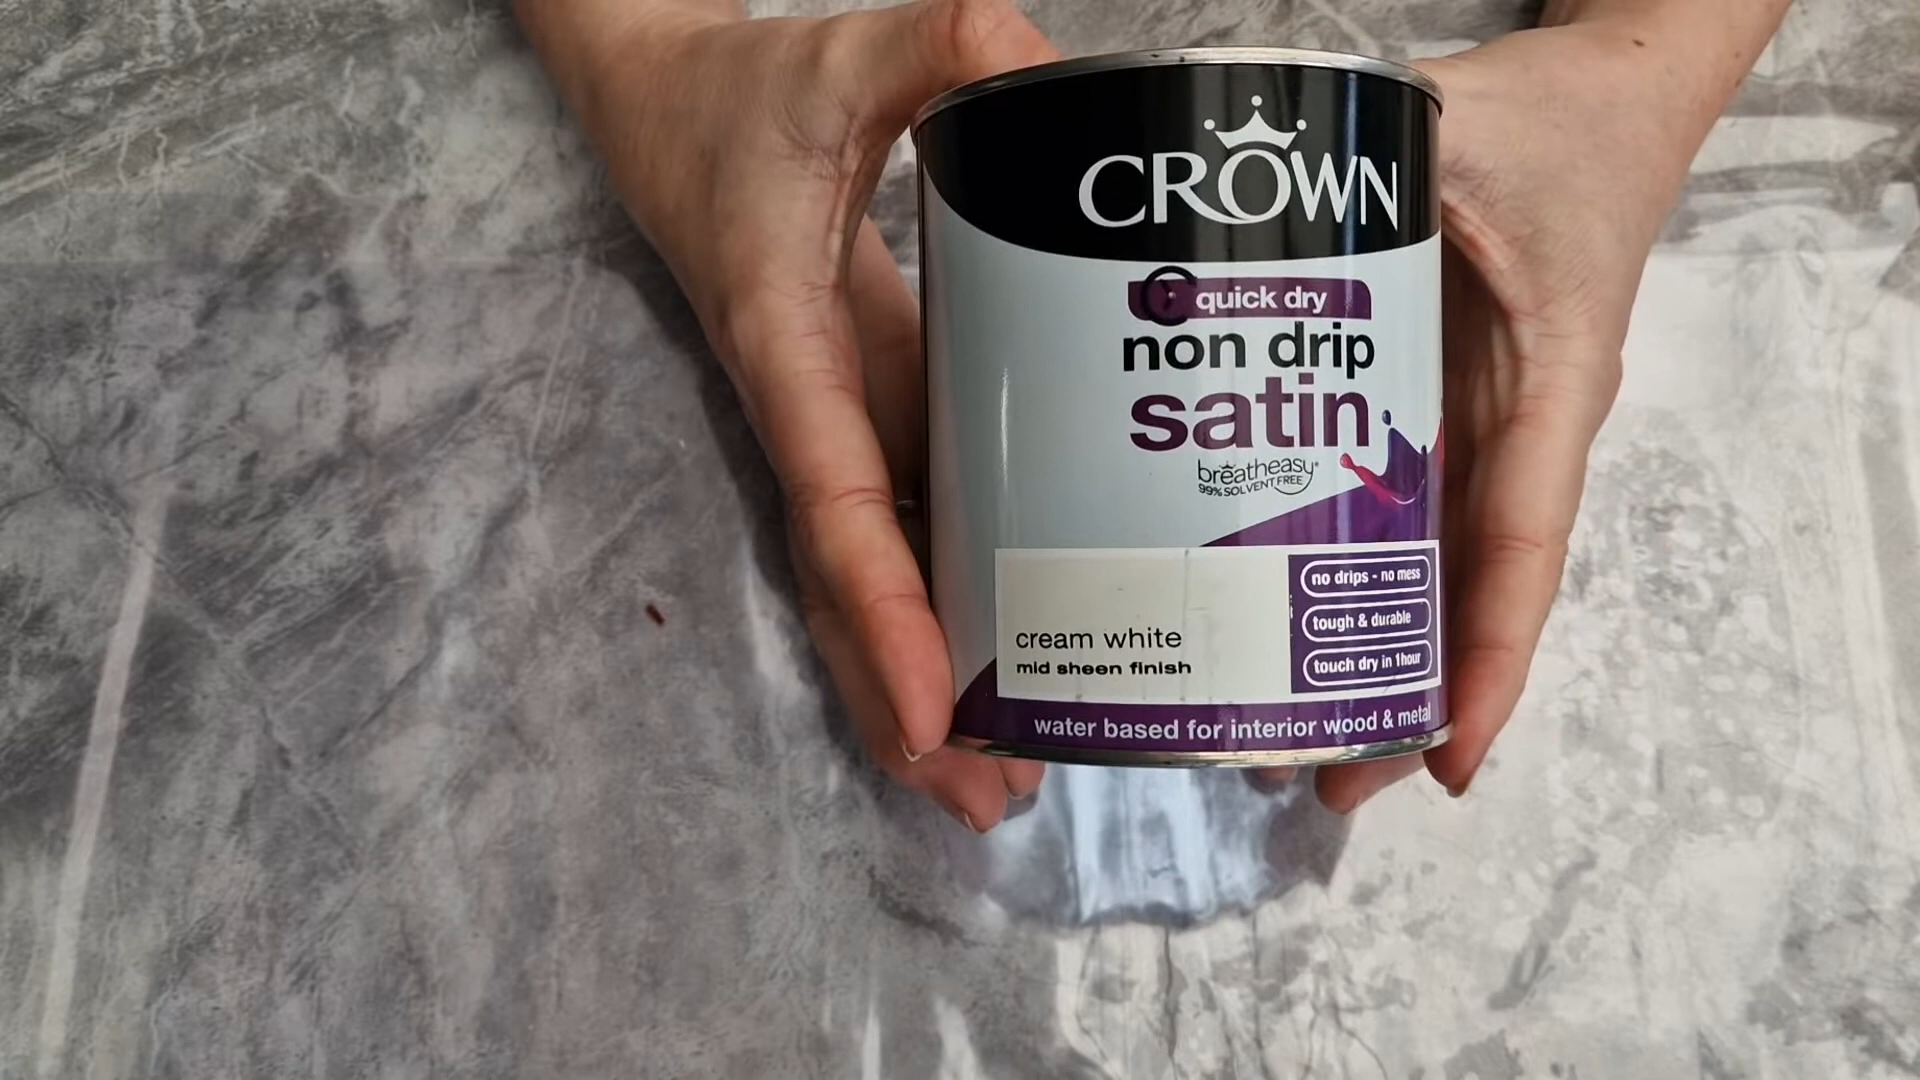 CROWN
quick dry
non drip
satin
breatheasy
99% SOLVENT FREE
cream white
mid sheen finish
no drips - no mess
tough & durable
touch dry in 1hour
water based for interior wood & metal